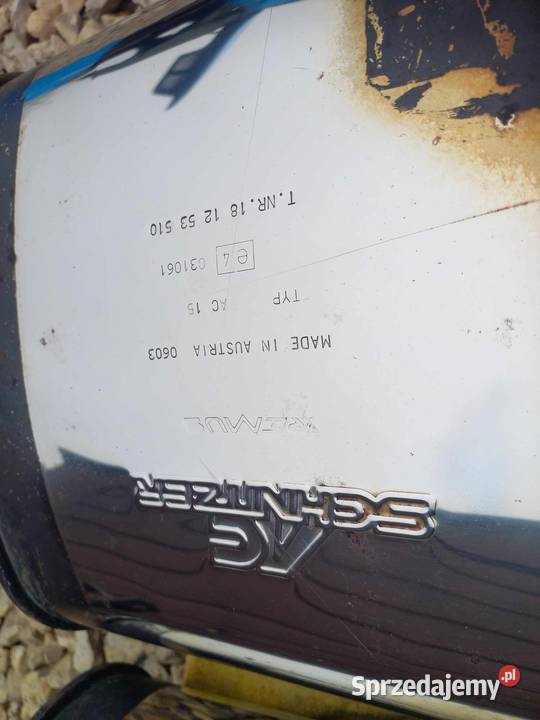 AC
SCHNITZER
REMUS
MADE IN AUSTRIA 0603
TYP AC 15
e4 031061
T.NR.18 12 53 510
Sprzedajemy.pl